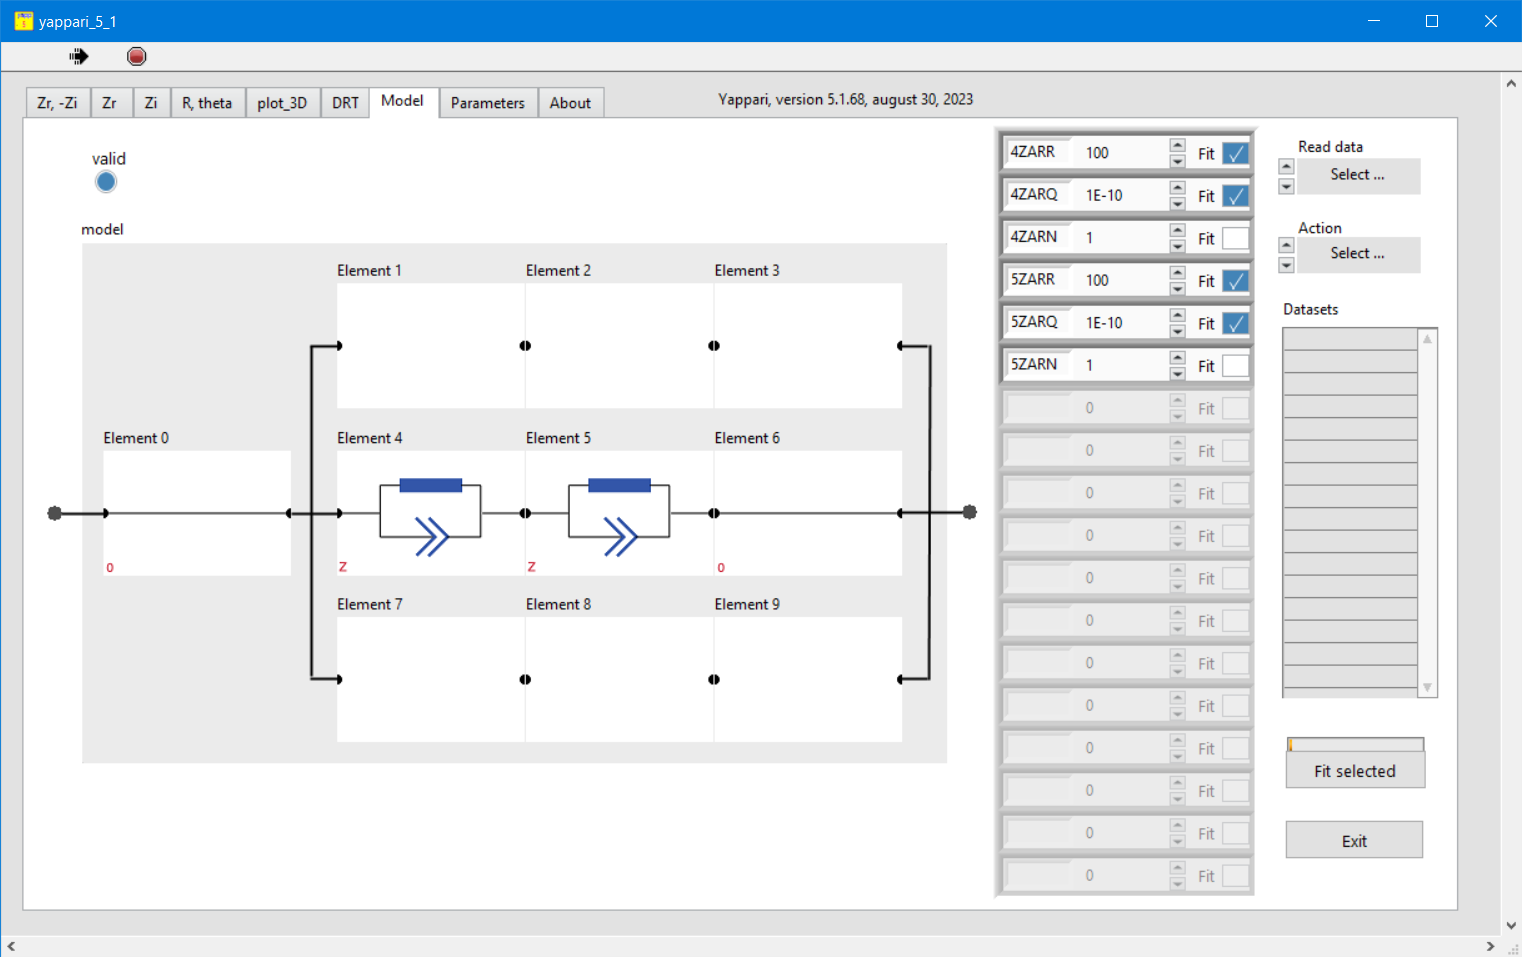 yappari_5_1
Zr, -Zi
Zr
Zi
R, theta
plot_3D
DRT
Model
Parameters
About
Yappari, version 5.1.68, august 30, 2023
valid
model
Element 1
Element 2
Element 3
Element 0
0
Element 4
Z
Element 5
Z
Element 6
0
Element 7
Element 8
Element 9
4ZARR 100 Fit
4ZARQ 1E-10 Fit
4ZARN 1 Fit
5ZARR 100 Fit
5ZARQ 1E-10 Fit
5ZARN 1 Fit
0 Fit
0 Fit
0 Fit
0 Fit
0 Fit
0 Fit
0 Fit
0 Fit
0 Fit
0 Fit
0 Fit
0 Fit
Read data
Select ...
Action
Select ...
Datasets
Fit selected
Exit